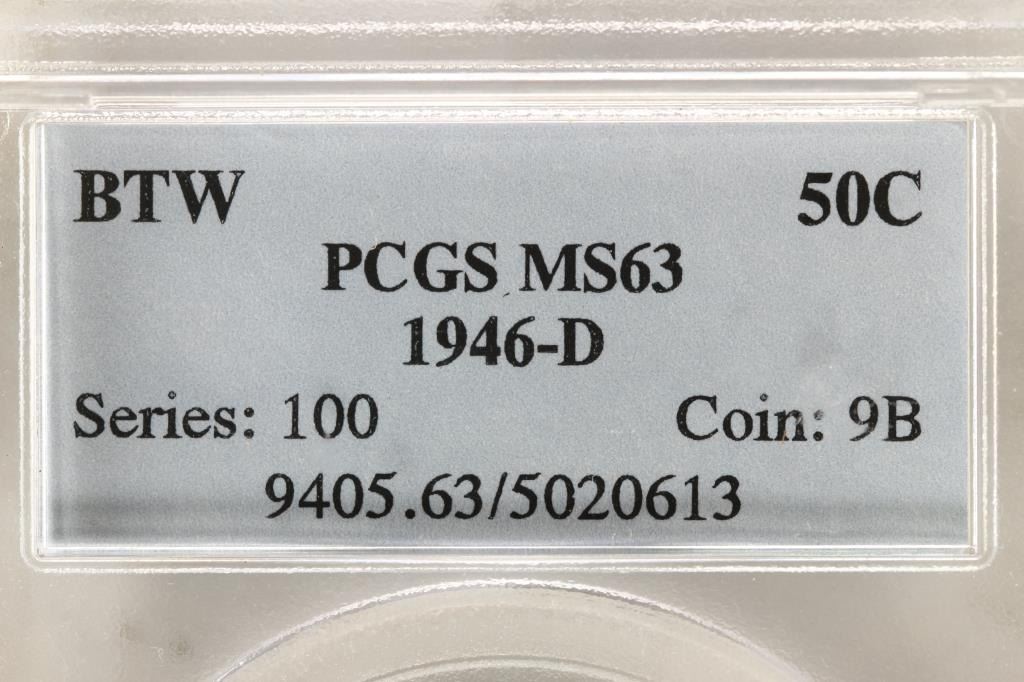 BTW 50C
PCGS MS63
1946-D
Series: 100 Coin: 9B
9405.63/5020613